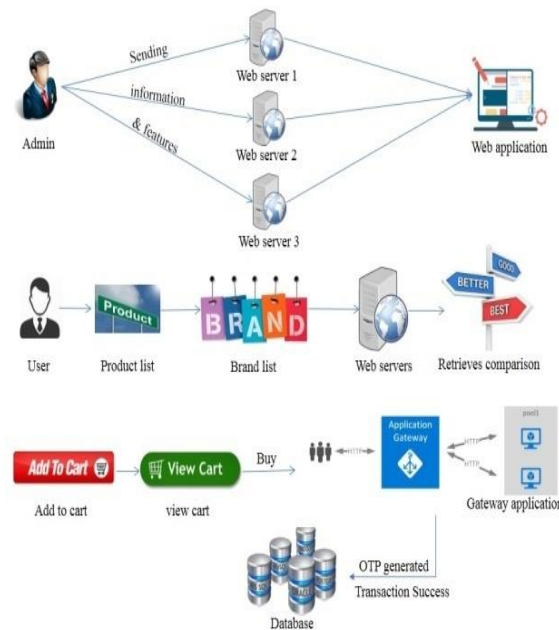 Sending
Web server 1
information
Admin
Web server 2
Web application
& features
Web server 3
GOOD
BETTER
BEST
Product
BRAND
User
Product list
Brand list
Web servers
Retrieves comparison
pool1
Application
Gateway
Add To Cart
View Cart
Buy
HTTP
HTTP
HTTP
Add to cart
view cart
Gateway application
OTP generated
Transaction Success
Database